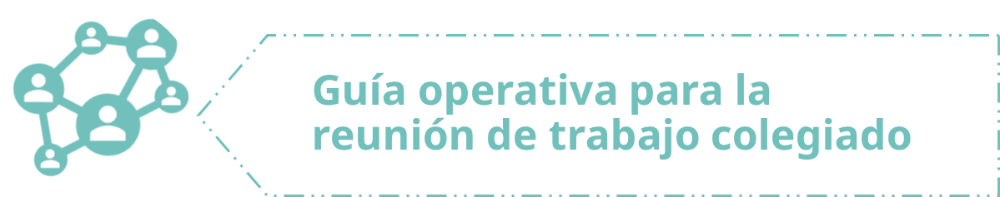 Guía operativa para la
reunión de trabajo colegiado